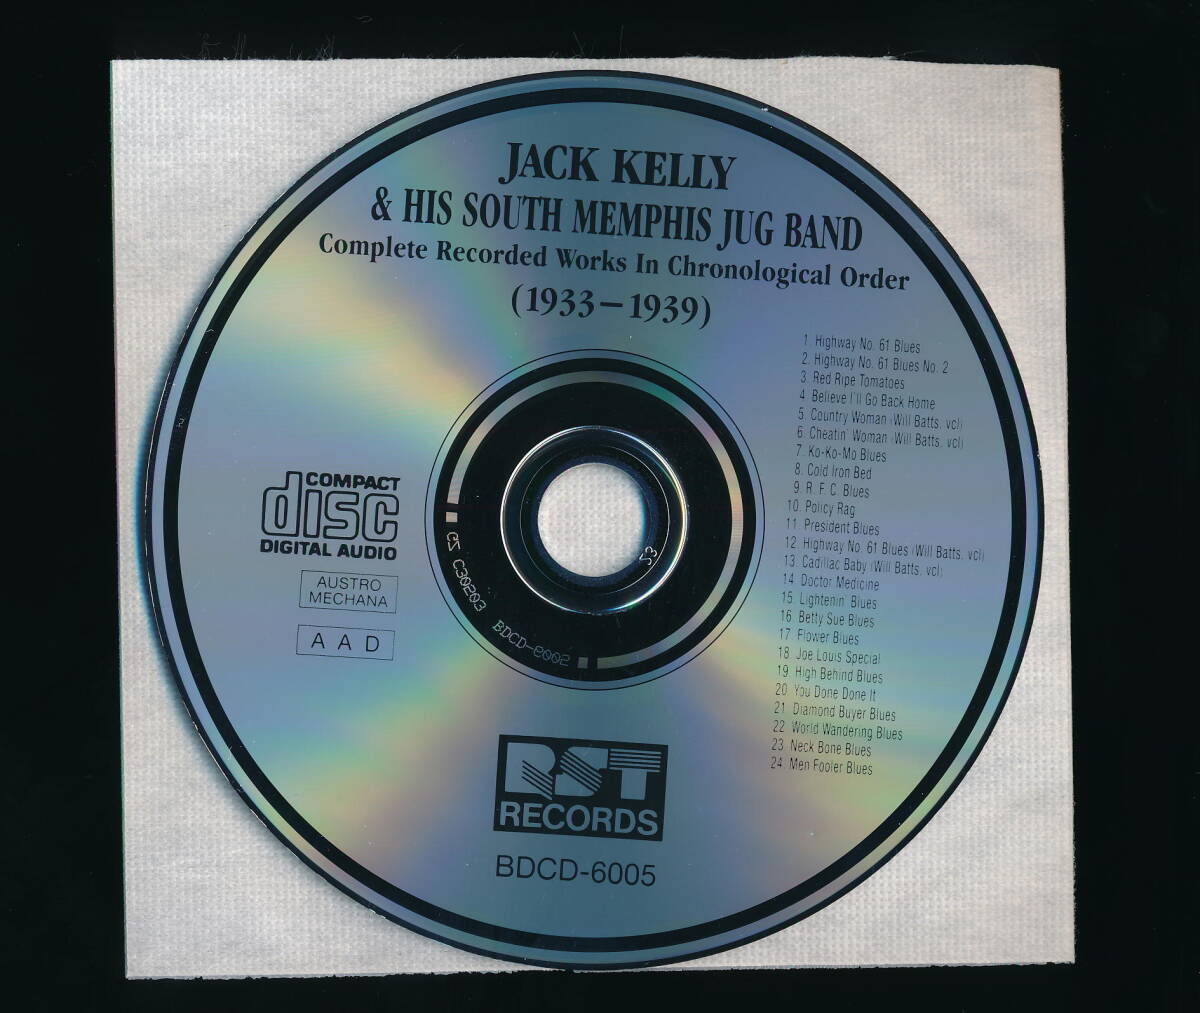 JACK KELLY
& HIS SOUTH MEMPHIS JUG BAND
Complete Recorded Works In Chronological Order
(1933-1939)
1. Highway No. 61 Blues
2. Highway No. 61 Blues No. 2
3. Red Ripe Tomatoes
4. Believe I'll Go Back Home
5. Country Woman (Will Batts, vcl)
6. Cheatin' Woman (Will Batts, vcl)
7. Ko-Ko-Mo Blues
8. Cold Iron Bed
9. R. F. C. Blues
10. Policy Rag
11. President Blues
12. Highway No. 61 Blues (Will Batts, vcl)
13. Cadillac Baby (Will Batts, vcl)
14. Doctor Medicine
15. Lightenin' Blues
16. Betty Sue Blues
17. Flower Blues
18. Joe Louis Special
19. High Behind Blues
20. You Done Done It
21. Diamond Buyer Blues
22. World Wandering Blues
23. Neck Bone Blues
24. Men Fooler Blues
COMPACT
disc
DIGITAL AUDIO
AUSTRO
MECHANA
A A D
RST
RECORDS
BDCD-6005